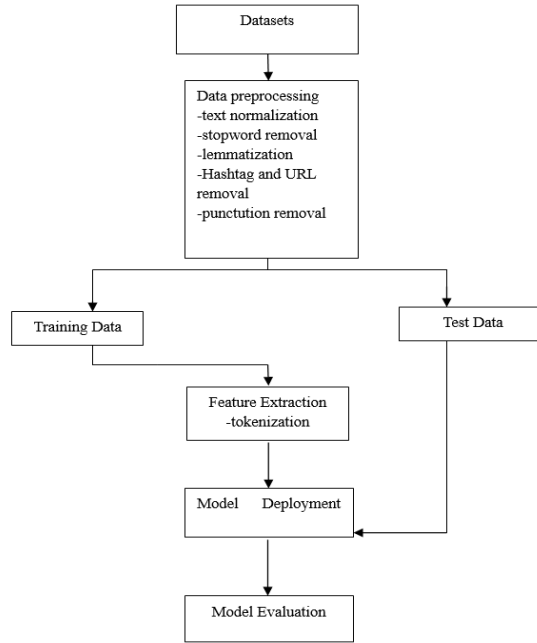 Datasets
Data preprocessing
-text normalization
-stopword removal
-lemmatization
-Hashtag and URL
removal
-punctution removal
Training Data
Test Data
Feature Extraction
-tokenization
Model Deployment
Model Evaluation